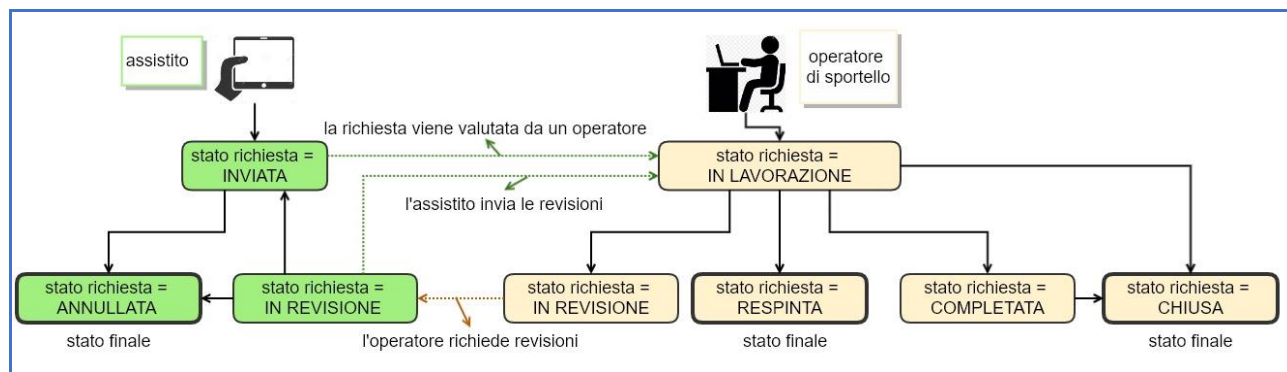 assistito
operatore
di sportello
la richiesta viene valutata da un operatore
stato richiesta =
INVIATA
stato richiesta =
IN LAVORAZIONE
l'assistito invia le revisioni
stato richiesta =
ANNULLATA
stato richiesta =
IN REVISIONE
stato richiesta =
IN REVISIONE
stato richiesta =
RESPINTA
stato richiesta =
COMPLETATA
stato richiesta =
CHIUSA
stato finale
l'operatore richiede revisioni
stato finale
stato finale